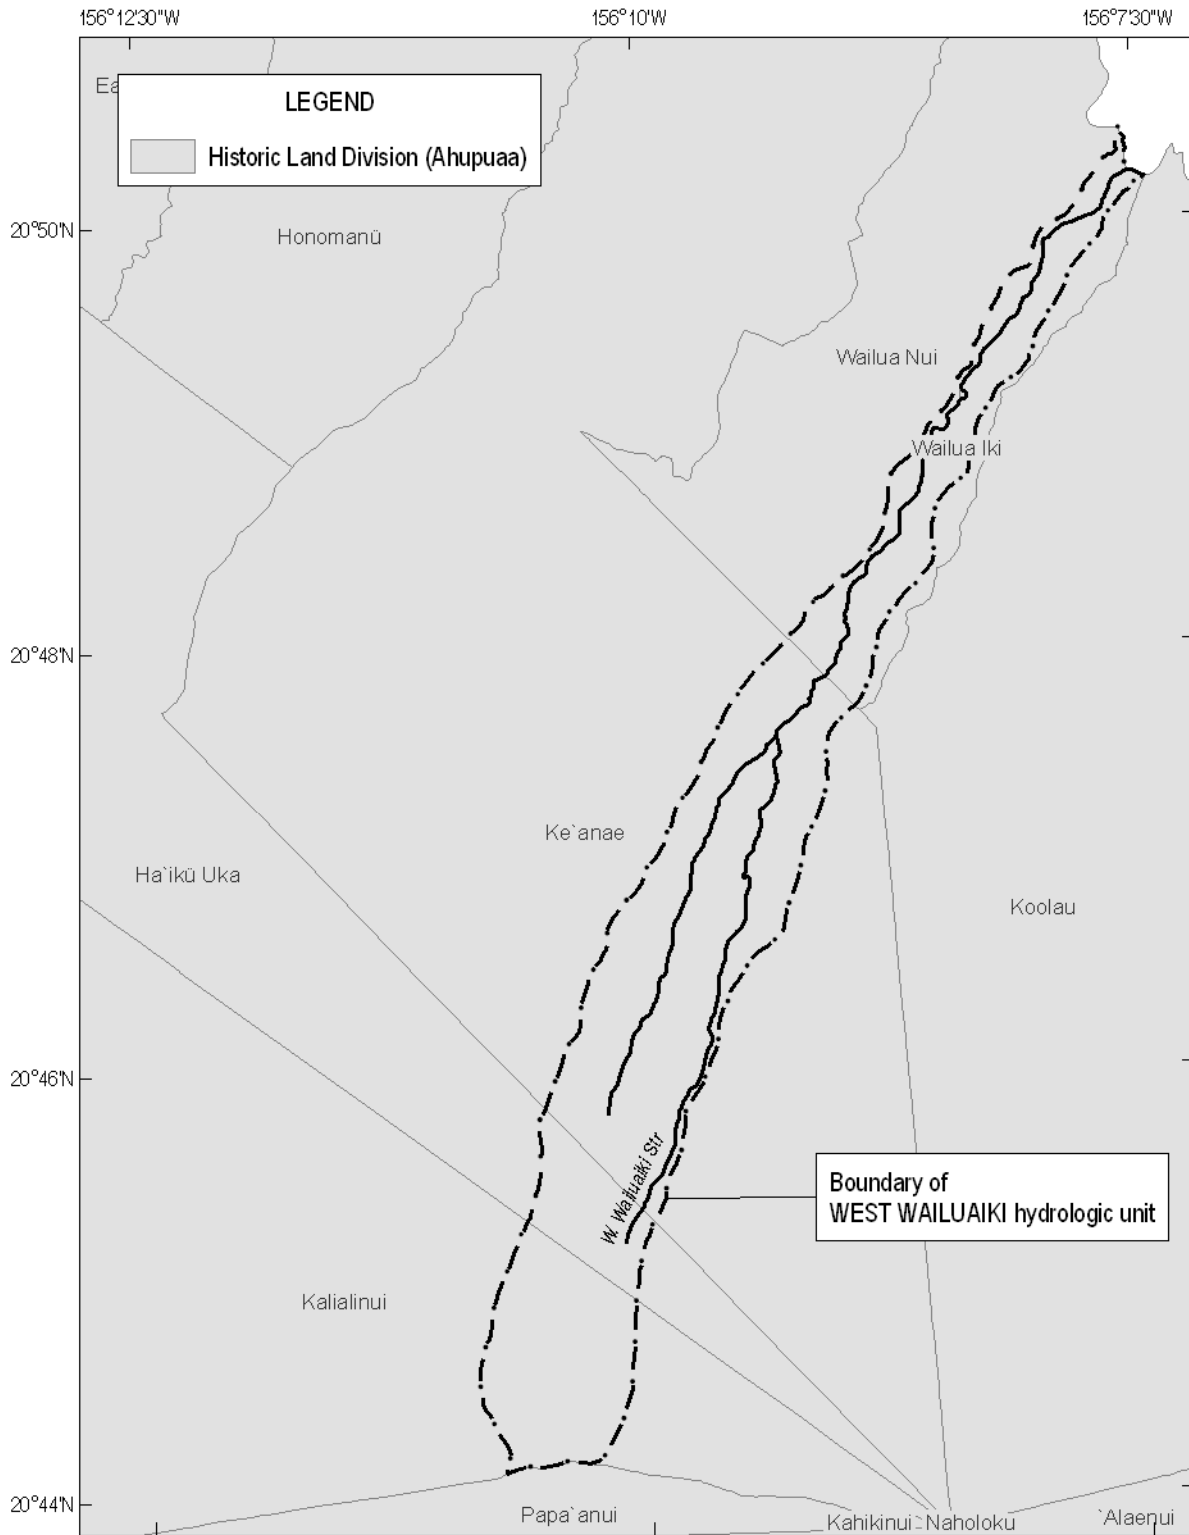 156°12'30"W 156°10'W 156°7'30"W
Ea
LEGEND
Historic Land Division (Ahupuaa)
20°50'N
Honomanū
Wailua Nui
Wailua Iki
20°48'N
Ke`anae
Ha`ikū Uka
Koolau
20°46'N
W. Wailuaiki Str
Boundary of
WEST WAILUAIKI hydrologic unit
Kalialinui
20°44'N
Papa`anui
Kahikinui
Naholoku
`Alaenui